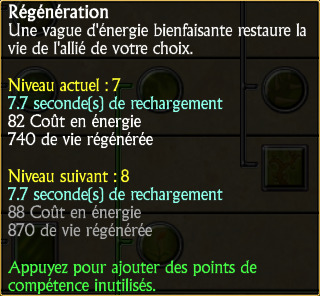 Régénération
Une vague d'énergie bienfaisante restaure la
vie de l'allié de votre choix.
Niveau actuel : 7
7.7 seconde(s) de rechargement
82 Coût en énergie
740 de vie régénérée
Niveau suivant : 8
7.7 seconde(s) de rechargement
88 Coût en énergie
870 de vie régénérée
Appuyez pour ajouter des points de
compétence inutilisés.